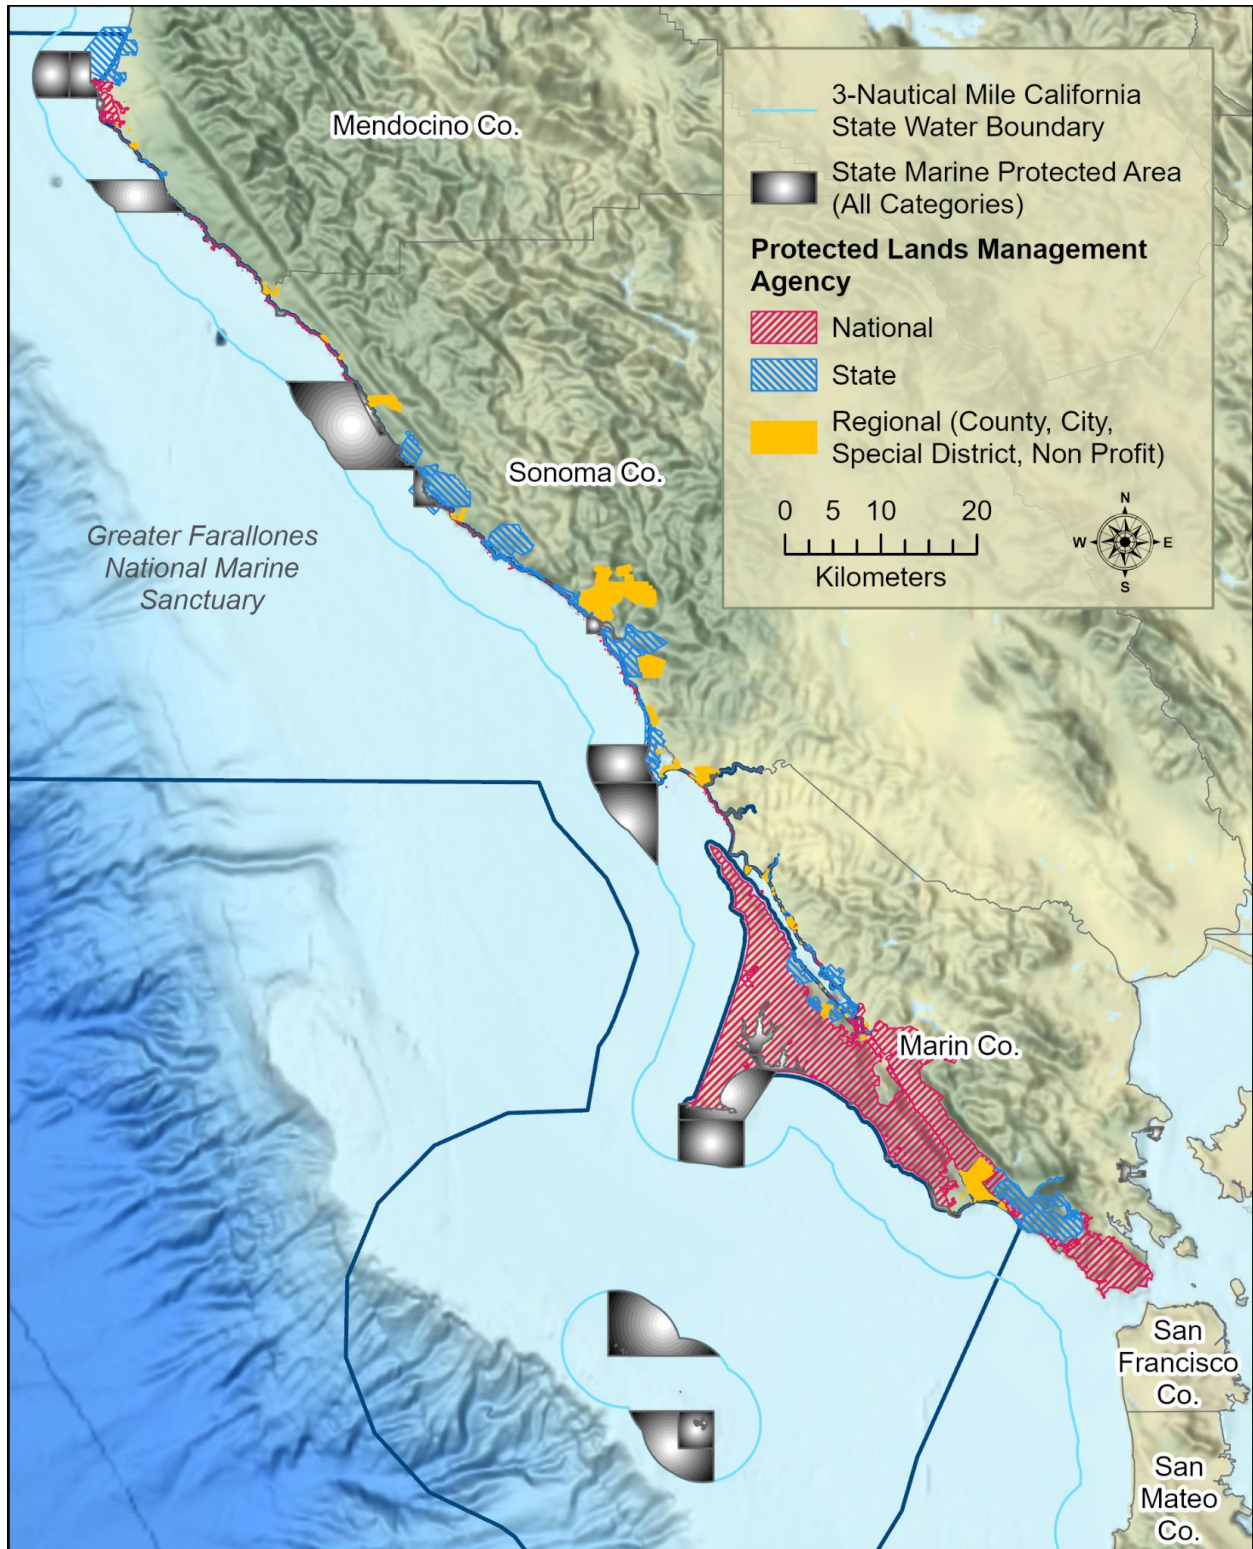 Mendocino Co.
3-Nautical Mile California
State Water Boundary
State Marine Protected Area
(All Categories)
Protected Lands Management
Agency
National
State
Regional (County, City,
Special District, Non Profit)
0 5 10 20
Kilometers
N
W E
S
Sonoma Co.
Greater Farallones
National Marine
Sanctuary
Marin Co.
San
Francisco
Co.
San
Mateo
Co.